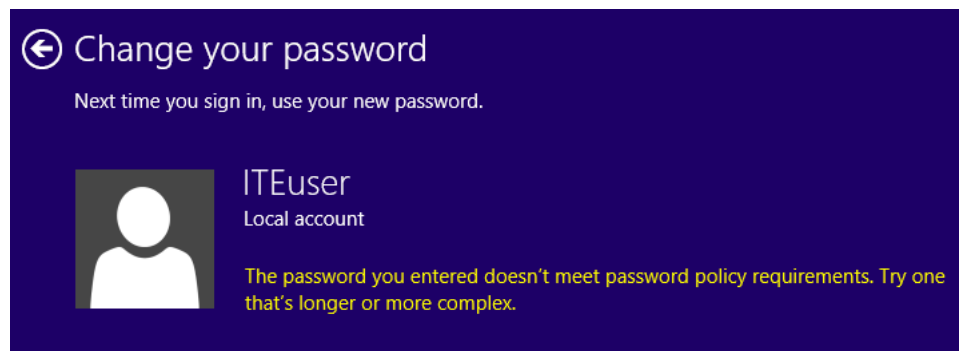 Change your password
Next time you sign in, use your new password.
ITEuser
Local account
The password you entered doesn’t meet password policy requirements. Try one
that’s longer or more complex.